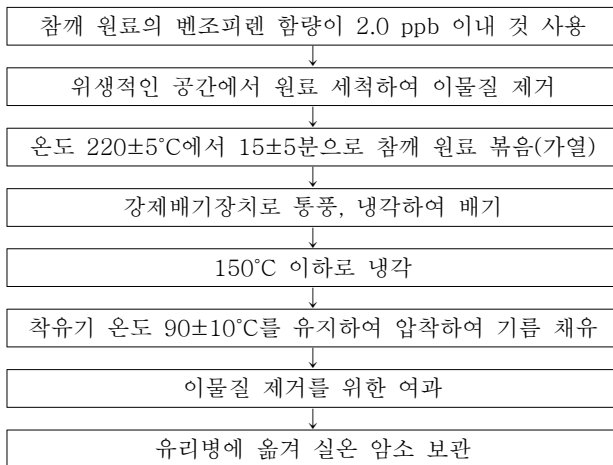 참깨 원료의 벤조피렌 함량이 2.0 ppb 이내 것 사용
위생적인 공간에서 원료 세척하여 이물질 제거
온도 220±5°C에서 15±5분으로 참깨 원료 볶음(가열)
강제배기장치로 통풍, 냉각하여 배기
150°C 이하로 냉각
착유기 온도 90±10°C를 유지하여 압착하여 기름 채유
이물질 제거를 위한 여과
유리병에 옮겨 실온 암소 보관